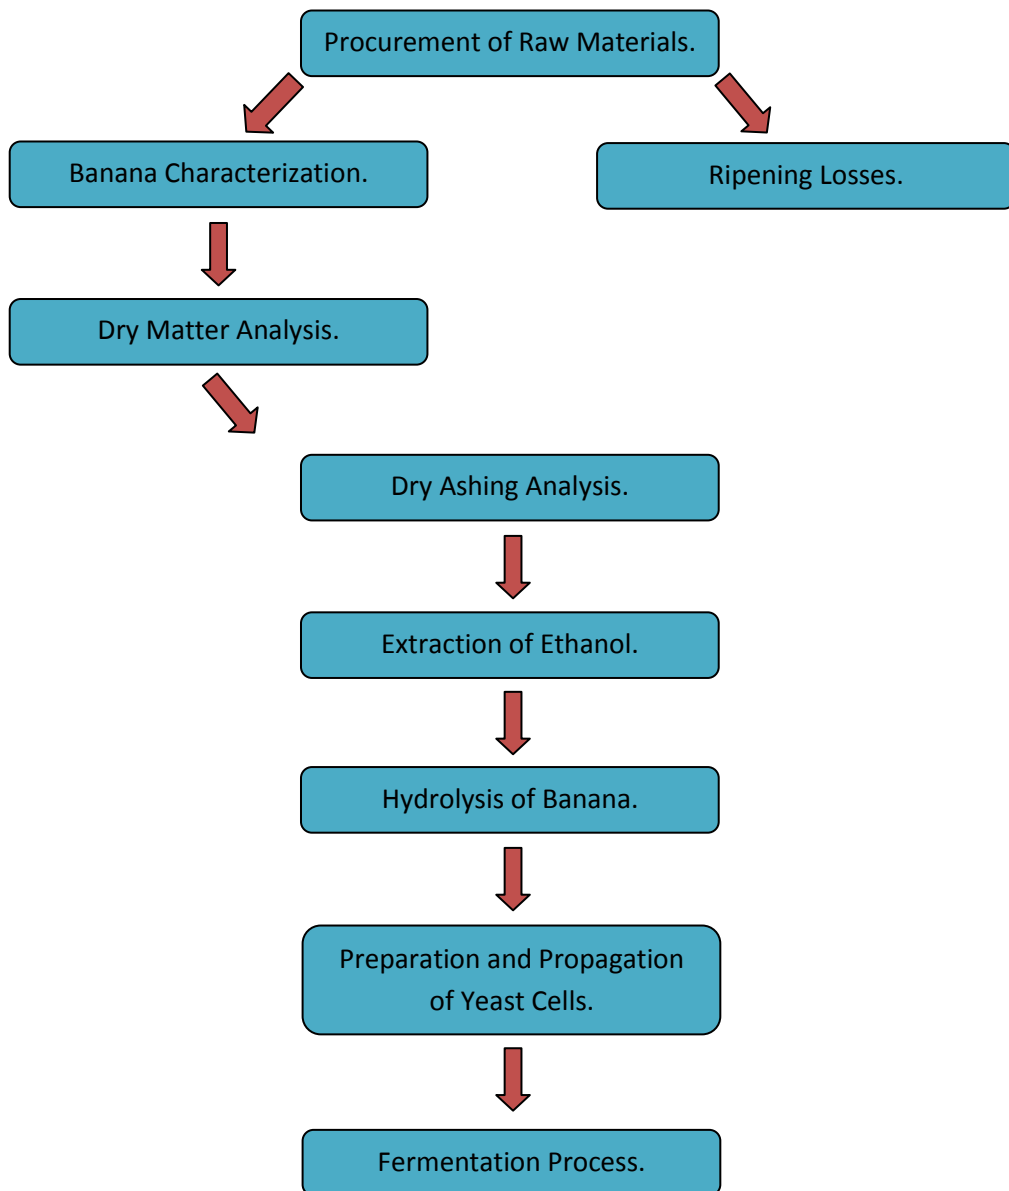 Procurement of Raw Materials.
Banana Characterization.
Ripening Losses.
Dry Matter Analysis.
Dry Ashing Analysis.
Extraction of Ethanol.
Hydrolysis of Banana.
Preparation and Propagation
of Yeast Cells.
Fermentation Process.